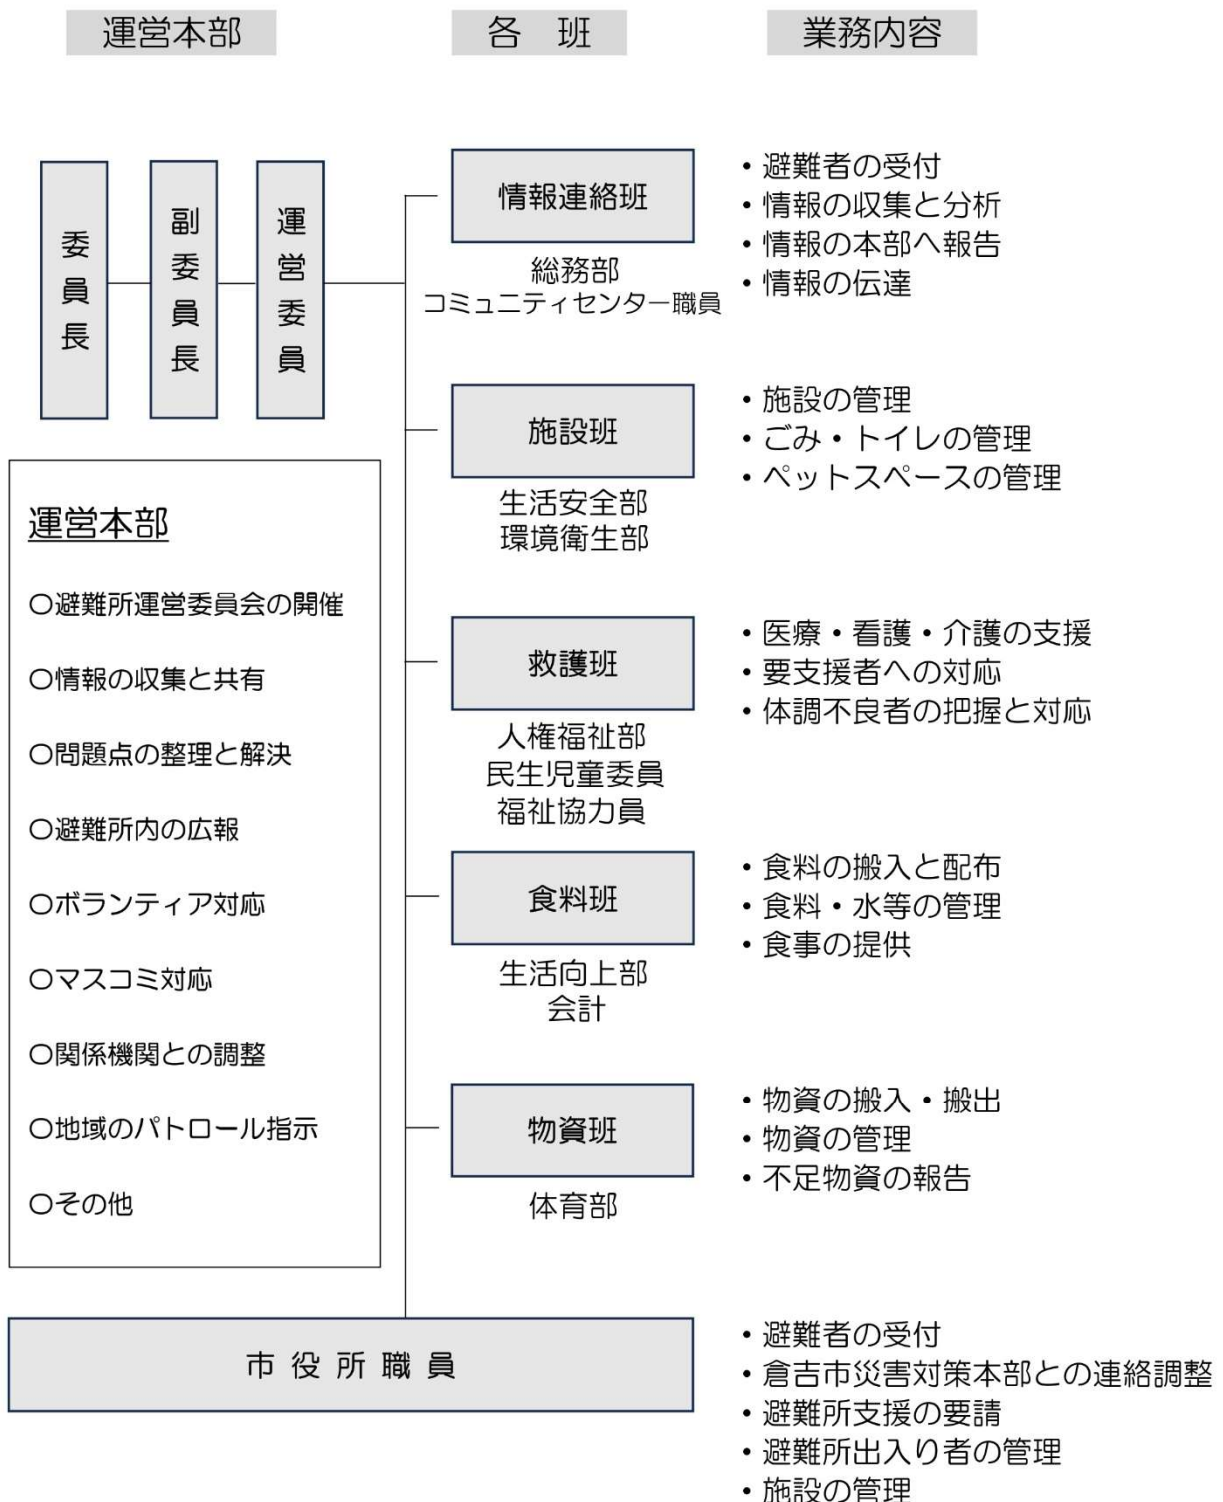 運営本部
各　班
業務内容
委員長
副委員長
運営委員
情報連絡班
総務部
コミュニティセンター職員
・避難者の受付
・情報の収集と分析
・情報の本部へ報告
・情報の伝達
施設班
生活安全部
環境衛生部
・施設の管理
・ごみ・トイレの管理
・ペットスペースの管理
救護班
人権福祉部
民生児童委員
福祉協力員
・医療・看護・介護の支援
・要支援者への対応
・体調不良者の把握と対応
食料班
生活向上部
会計
・食料の搬入と配布
・食料・水等の管理
・食事の提供
物資班
体育部
・物資の搬入・搬出
・物資の管理
・不足物資の報告
運営本部
〇避難所運営委員会の開催
〇情報の収集と共有
〇問題点の整理と解決
〇避難所内の広報
〇ボランティア対応
〇マスコミ対応
〇関係機関との調整
〇地域のパトロール指示
〇その他
市役所職員
・避難者の受付
・倉吉市災害対策本部との連絡調整
・避難所支援の要請
・避難所出入り者の管理
・施設の管理